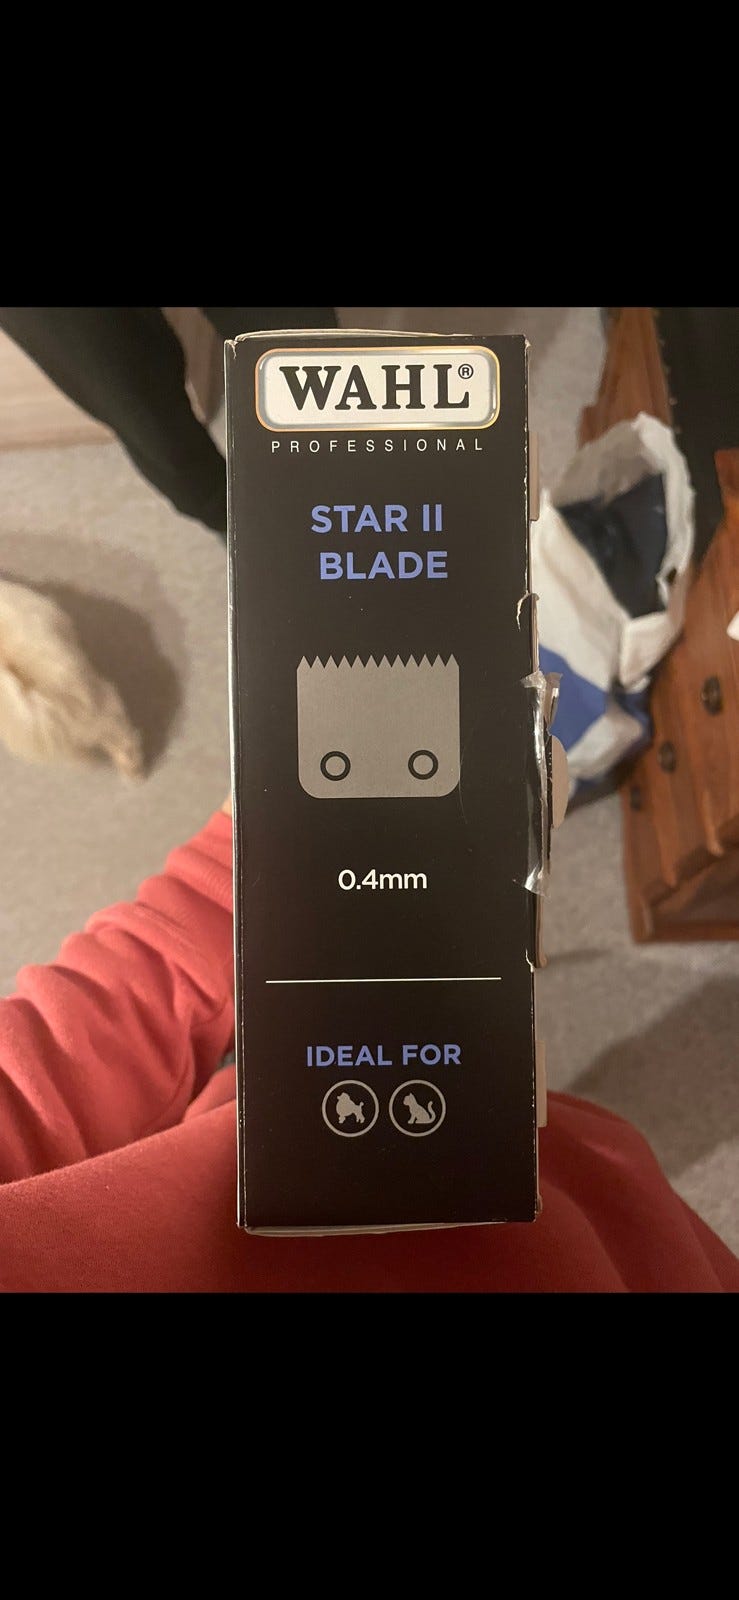 WAHL®
PROFESSIONAL
STAR II
BLADE
0.4mm
IDEAL FOR